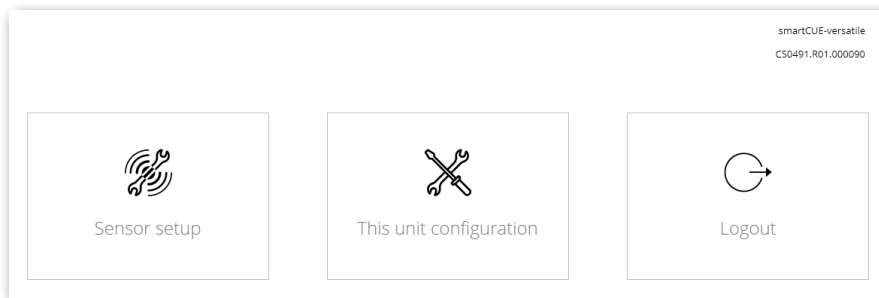 smartCUE-versatile
CS0491.R01.000090
Sensor setup
This unit configuration
Logout